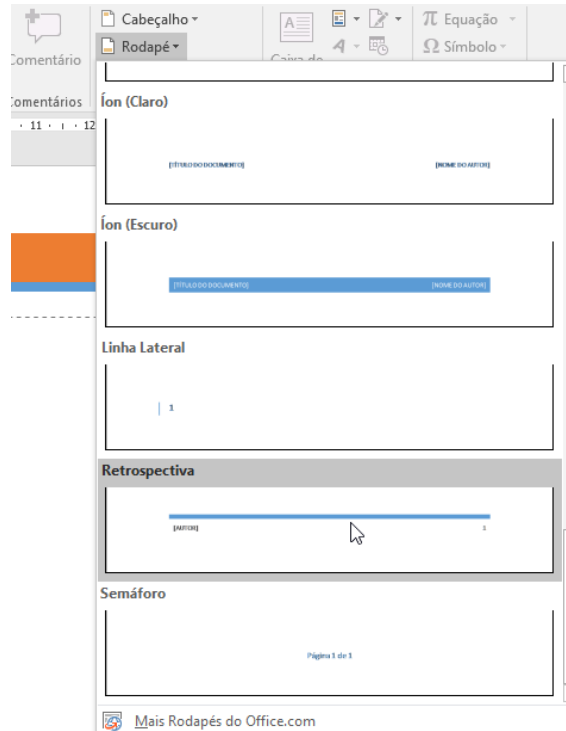 Cabeçalho
Rodapé
Comentário
Comentários
A
A
π Equação
Ω Símbolo
Caixa de
11 12
Íon (Claro)
[TÍTULO DO DOCUMENTO] [NOME DO AUTOR]
Íon (Escuro)
[TÍTULO DO DOCUMENTO] [NOME DO AUTOR]
Linha Lateral
1
Retrospectiva
[AUTOR] 1
Semáforo
Página 1 de 1
Mais Rodapés do Office.com